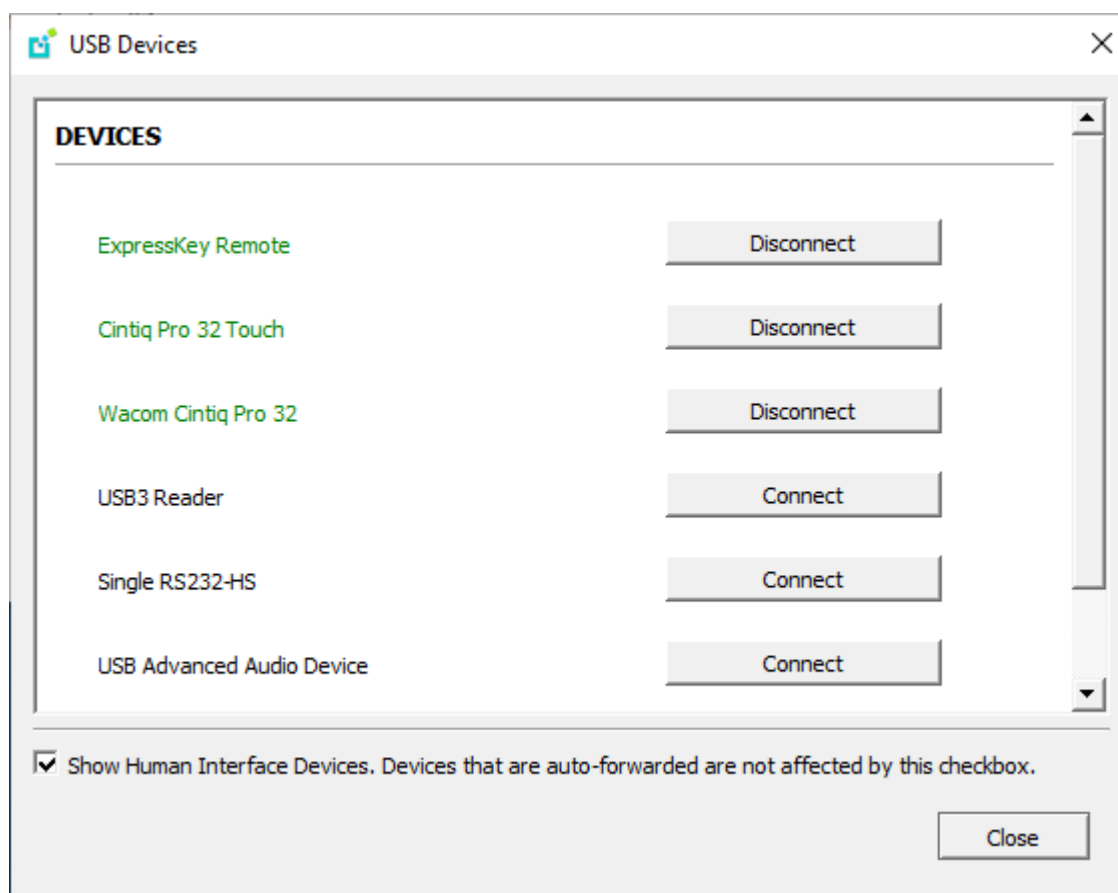 USB Devices
DEVICES
ExpressKey Remote Disconnect
Cintiq Pro 32 Touch Disconnect
Wacom Cintiq Pro 32 Disconnect
USB3 Reader Connect
Single RS232-HS Connect
USB Advanced Audio Device Connect
Show Human Interface Devices. Devices that are auto-forwarded are not affected by this checkbox.
Close